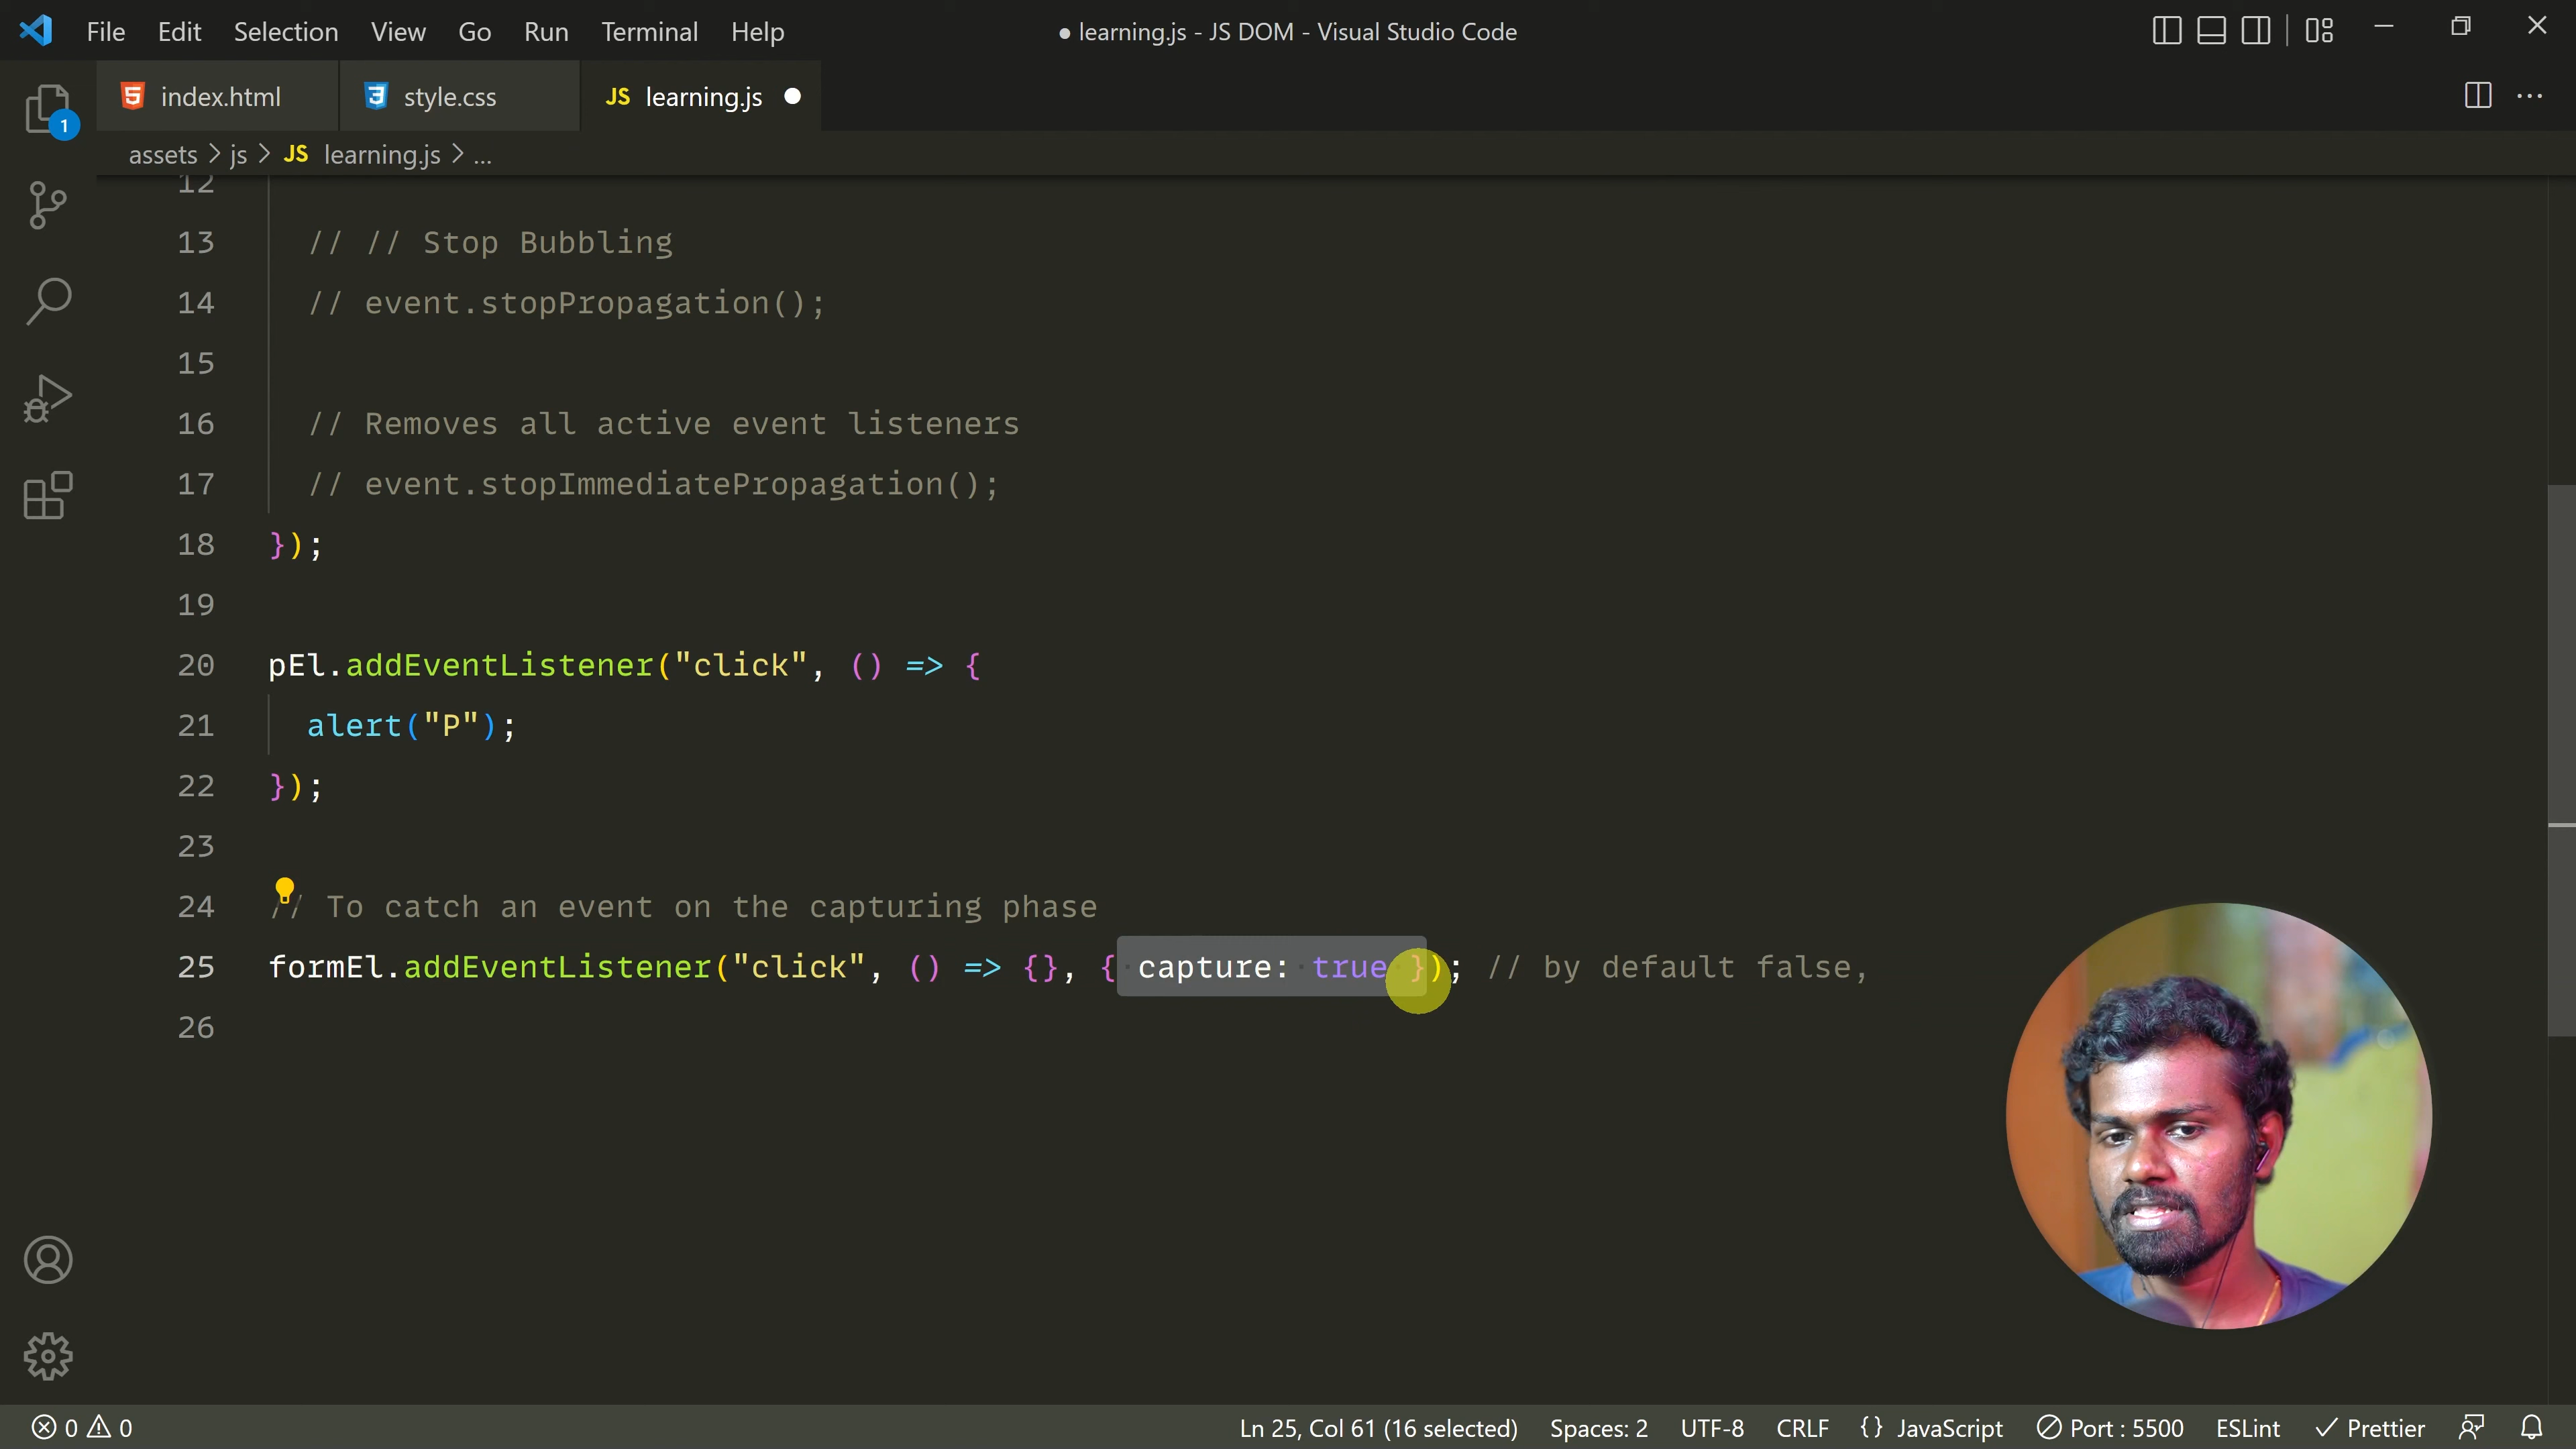 File Edit Selection View Go Run Terminal Help
● learning.js - JS DOM - Visual Studio Code
1
5 index.html
3 style.css
JS learning.js ●
assets > js > JS learning.js > ...
12
13 // // Stop Bubbling
14 // event.stopPropagation();
15
16 // Removes all active event listeners
17 // event.stopImmediatePropagation();
18 });
19
20 pEl.addEventListener("click", () => {
21 alert("P");
22 });
23
24 // To catch an event on the capturing phase
25 formEl.addEventListener("click", () => {}, { capture: true }); // by default false,
26
0 0 Ln 25, Col 61 (16 selected) Spaces: 2 UTF-8 CRLF {} JavaScript Port : 5500 ESLint ✓ Prettier